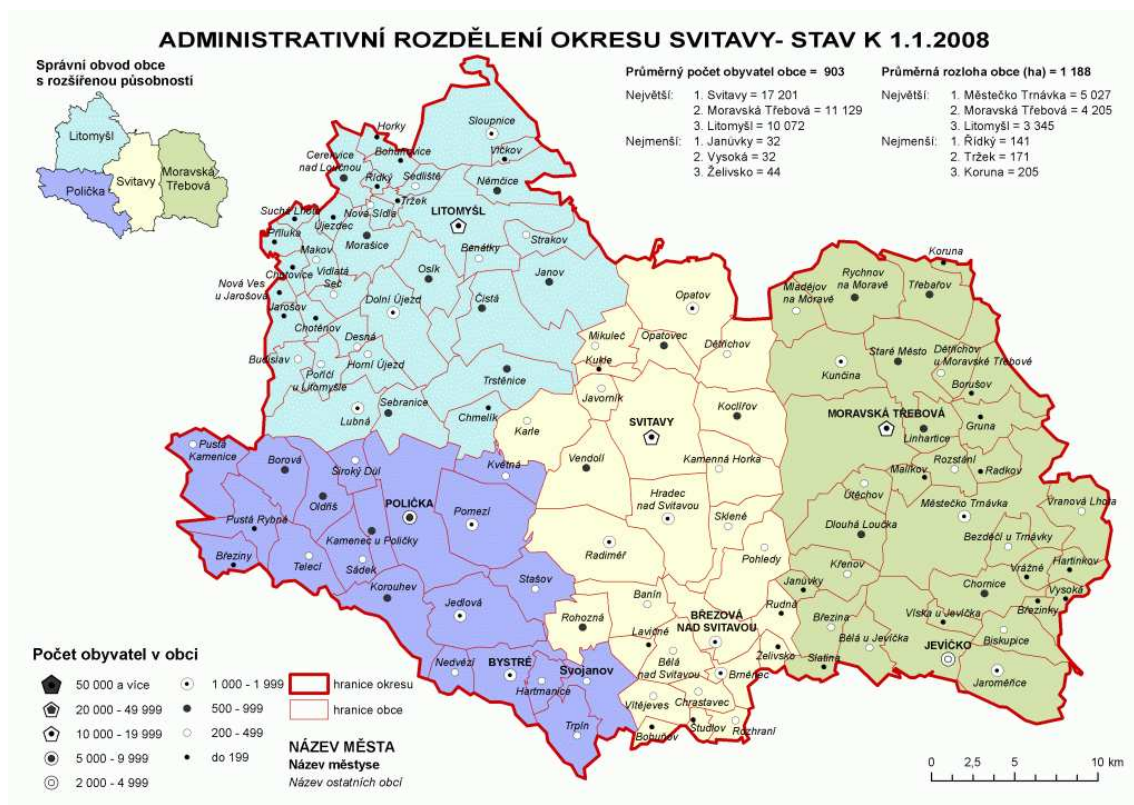 ADMINISTRATIVNÍ ROZDĚLENÍ OKRESU SVITAVY- STAV K 1.1.2008
Správní obvod obce
s rozšířenou působností
Litomyšl
Polička
Svitavy
Moravská
Třebová
Průměrný počet obyvatel obce = 903
Největší: 1. Svitavy = 17 201
2. Moravská Třebová = 11 129
3. Litomyšl = 10 072
Nejmenší: 1. Janůvky = 32
2. Vysoká = 32
3. Želivsko = 44
Průměrná rozloha obce (ha) = 1 188
Největší: 1. Městečko Trnávka = 5 027
2. Moravská Třebová = 4 205
3. Litomyšl = 3 345
Nejmenší: 1. Řídký = 141
2. Tržek = 171
3. Koruna = 205
Sloupnice
Horky
Vlčkov
Bohuňovice
Cerekvice
nad Loučnou
Řídký
Sedliště
Němčice
Tržek
Nová Sídla
LITOMYŠL
Suchá Lhota
Újezdec
Příluka
Morašice
Strakov
Makov
Benátky
Chotovice
Vidlatá
Seč
Osík
Janov
Nová Ves
u Jarošova
Dolní Újezd
Čistá
Jarošov
Chotěnov
Desná
Budislav
Horní Újezd
Poříčí
u Litomyšle
Trstěnice
Sebranice
Chmelík
Lubná
Koruna
Rychnov
na Moravě
Mladějov
na Moravě
Třebařov
Opatov
Mikuleč
Opatovec
Dětřichov
Kukle
Kunčina
Staré Město
Dětřichov
u Moravské Třebové
Borušov
Javorník
Koclířov
MORAVSKÁ TŘEBOVÁ
Gruna
Linhartice
SVITAVY
Karle
Vendolí
Kamenná Horka
Rozstání
Radkov
Malíkov
Útěchov
Městečko Trnávka
Vranová Lhota
Hradec
nad Svitavou
Sklené
Dlouhá Loučka
Bezděčí u Trnávky
Radiměř
Pohledy
Křenov
Hartinkov
Vrážné
Janůvky
Chornice
Vysoká
Březinky
Pustá
Kamenice
Borová
Široký Důl
Květná
Oldřiš
POLIČKA
Pomezí
Pustá Rybná
Kamenec u Poličky
Březiny
Telecí
Sádek
Korouhev
Stašov
Jedlová
Banín
Rohozná
BŘEZOVÁ
NAD SVITAVOU
Rudná
Březina
Víska u Jevíčka
Biskupice
Lavičné
Bělá u Jevíčka
JEVÍČKO
Želivsko
Slatina
Nedvězí
BYSTRÉ
Svojanov
Bělá
nad Svitavou
Brněnec
Jaroměřice
Hartmanice
Vítějeves
Chrastavec
Trpín
Študlov
Rozhraní
Bohuňov
Počet obyvatel v obci
50 000 a více
20 000 - 49 999
10 000 - 19 999
5 000 - 9 999
2 000 - 4 999
1 000 - 1 999
500 - 999
200 - 499
do 199
hranice okresu
hranice obce
NÁZEV MĚSTA
Název městyse
Název ostatních obcí
0 2,5 5 10 km